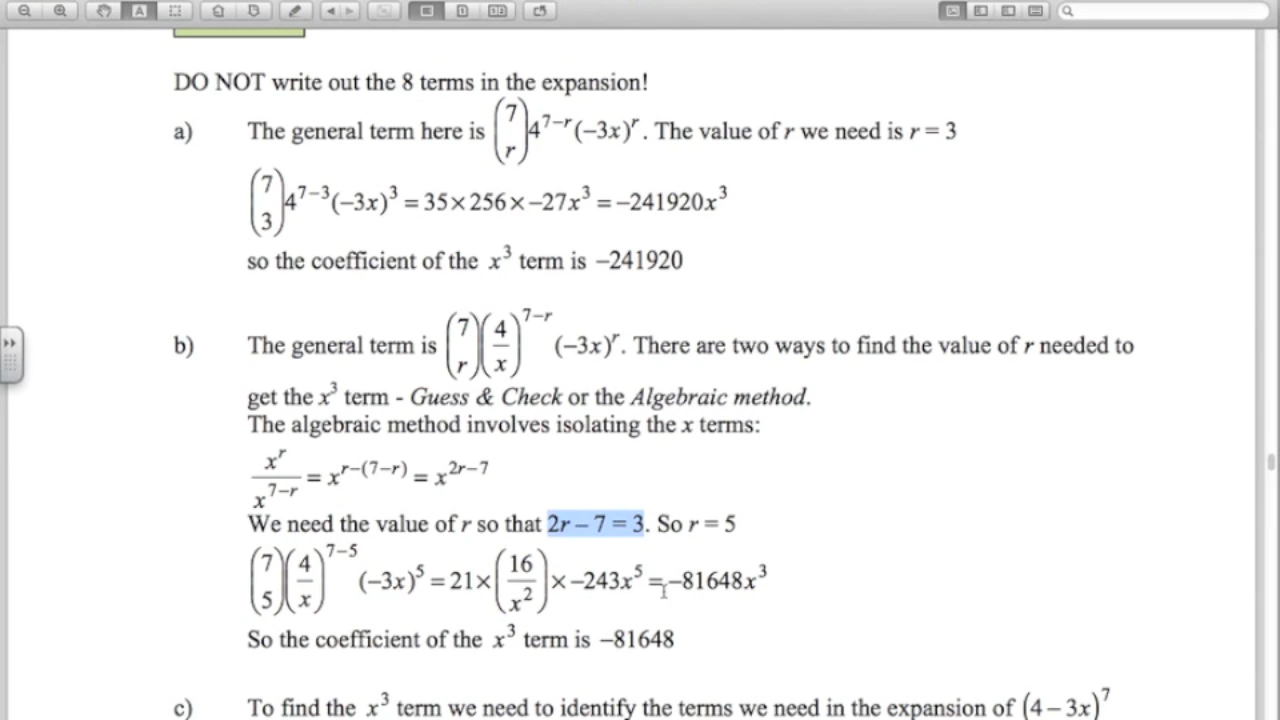 DO NOT write out the 8 terms in the expansion!
a) The general term here is (7 r) 4^{7−r}(−3x)^r. The value of r we need is r = 3
(7 3) 4^{7−3}(−3x)^3 = 35 × 256 × −27x^3 = −241920x^3
so the coefficient of the x^3 term is −241920
b) The general term is (7 r) (4/x)^{7−r} (−3x)^r. There are two ways to find the value of r needed to
get the x^3 term - Guess & Check or the Algebraic method.
The algebraic method involves isolating the x terms:
x^r / x^{7−r} = x^{r−(7−r)} = x^{2r−7}
We need the value of r so that 2r − 7 = 3. So r = 5
(7 5) (4/x)^{7−5} (−3x)^5 = 21 × (16/x^2) × −243x^5 = −81648x^3
So the coefficient of the x^3 term is −81648
c) To find the x^3 term we need to identify the terms we need in the expansion of (4 − 3x)^7